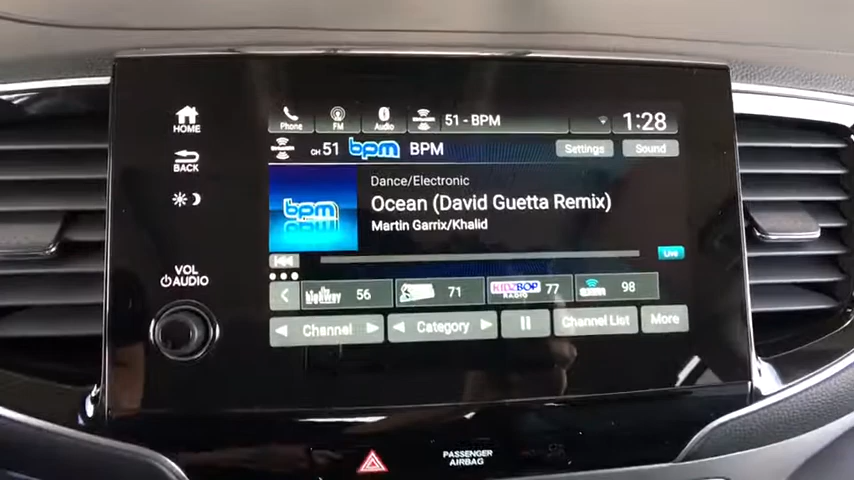 HOME
BACK
VOL
AUDIO
Phone
FM
Audio
51 - BPM
1:28
CH 51
bpm
BPM
Settings
Sound
bpm
Dance/Electronic
Ocean (David Guetta Remix)
Martin Garrix/Khalid
Live
highway 56
71
KIDZ BOP RADIO 77
98
Channel
Category
Channel List
More
PASSENGER
AIRBAG